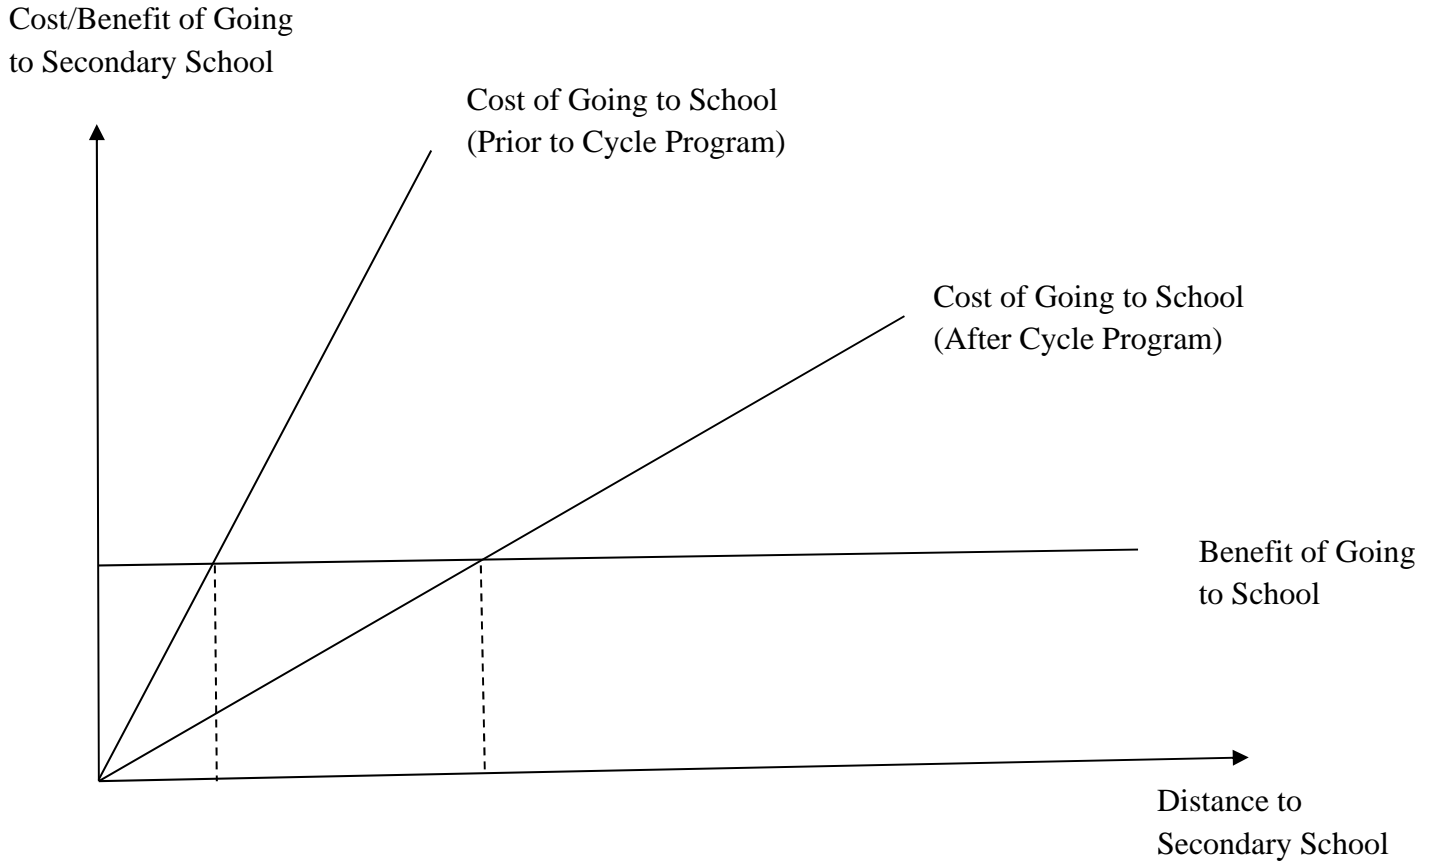 Cost/Benefit of Going
to Secondary School
Cost of Going to School
(Prior to Cycle Program)
Cost of Going to School
(After Cycle Program)
Benefit of Going
to School
Distance to
Secondary School